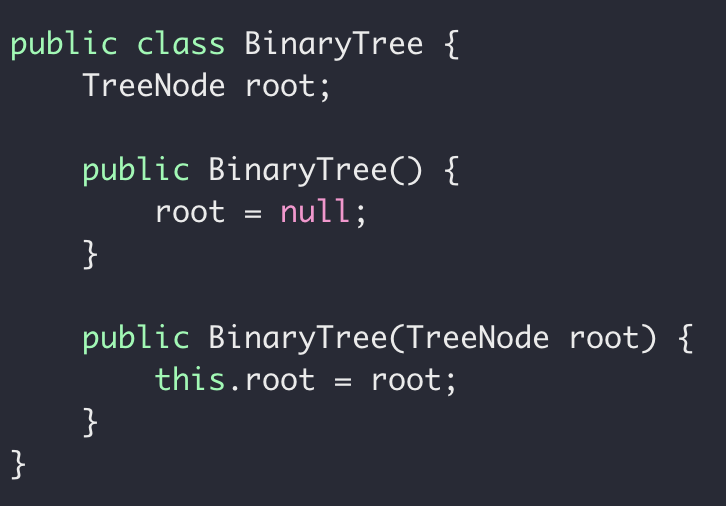 public class BinaryTree {
    TreeNode root;

    public BinaryTree() {
        root = null;
    }

    public BinaryTree(TreeNode root) {
        this.root = root;
    }
}